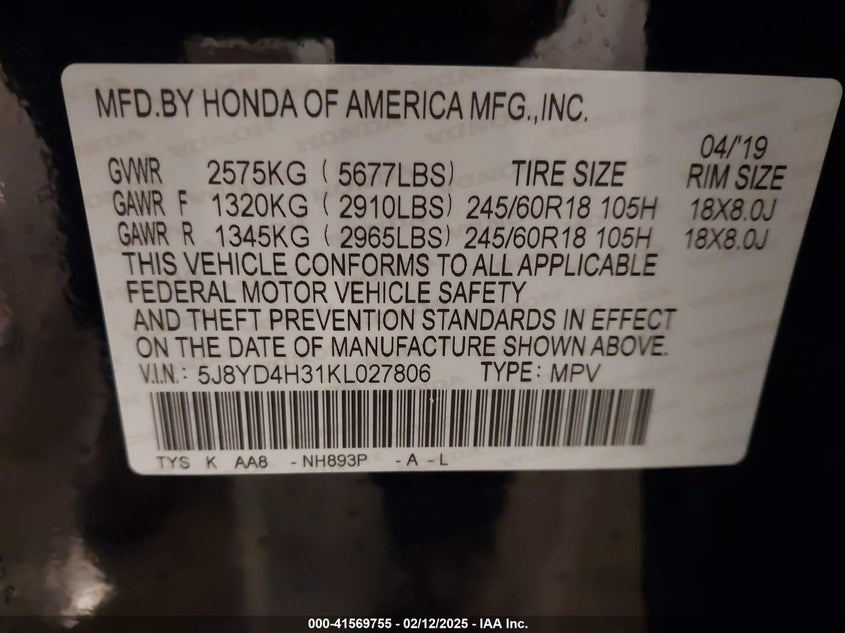 MFD.BY HONDA OF AMERICA MFG.,INC.
04/'19
GVWR 2575KG ( 5677LBS) TIRE SIZE RIM SIZE
GAWR F 1320KG ( 2910LBS) 245/60R18 105H 18X8.0J
GAWR R 1345KG ( 2965LBS) 245/60R18 105H 18X8.0J
THIS VEHICLE CONFORMS TO ALL APPLICABLE
FEDERAL MOTOR VEHICLE SAFETY
AND THEFT PREVENTION STANDARDS IN EFFECT
ON THE DATE OF MANUFACTURE SHOWN ABOVE.
V.I.N.: 5J8YD4H31KL027806 TYPE: MPV
TYS K AA8 -NH893P -A -L
000-41569755 | 02/12/2025 - IAA Inc.